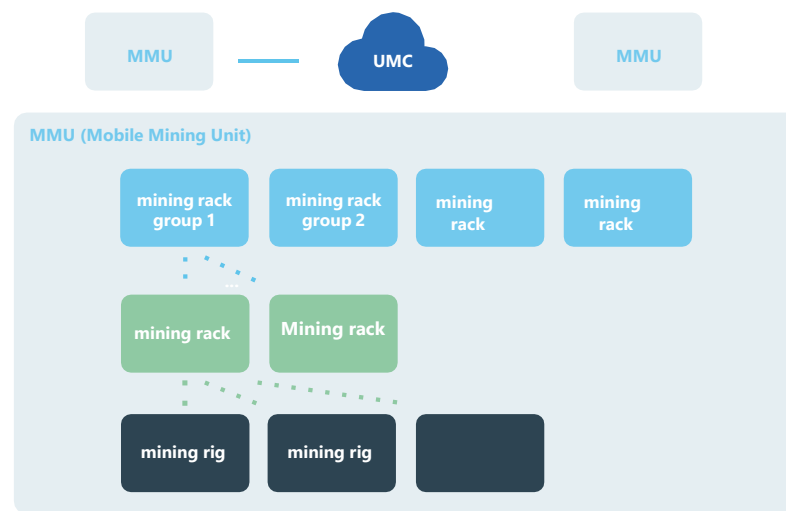 MMU
UMC
MMU
MMU (Mobile Mining Unit)
mining rack
group 1
mining rack
group 2
mining
rack
mining
rack
...
mining rack
Mining rack
mining rig
mining rig